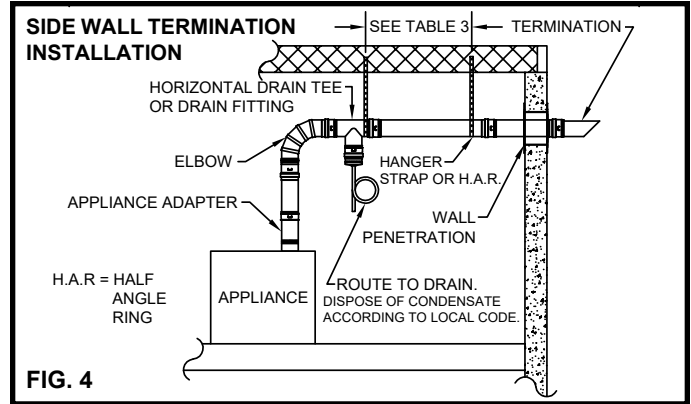 SIDE WALL TERMINATION
INSTALLATION
SEE TABLE 3
TERMINATION
HORIZONTAL DRAIN TEE
OR DRAIN FITTING
ELBOW
HANGER
STRAP OR H.A.R.
APPLIANCE ADAPTER
WALL
PENETRATION
H.A.R = HALF
ANGLE
RING
APPLIANCE
ROUTE TO DRAIN.
DISPOSE OF CONDENSATE
ACCORDING TO LOCAL CODE.
FIG. 4